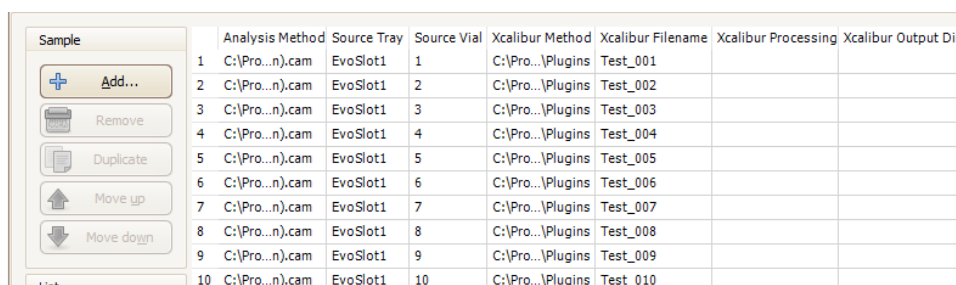 Sample
Add...
Remove
Duplicate
Move up
Move down
Analysis Method Source Tray Source Vial Xcalibur Method Xcalibur Filename Xcalibur Processing Xcalibur Output Di
1 C:\Pro...n).cam EvoSlot1 1 C:\Pro...\Plugins Test_001
2 C:\Pro...n).cam EvoSlot1 2 C:\Pro...\Plugins Test_002
3 C:\Pro...n).cam EvoSlot1 3 C:\Pro...\Plugins Test_003
4 C:\Pro...n).cam EvoSlot1 4 C:\Pro...\Plugins Test_004
5 C:\Pro...n).cam EvoSlot1 5 C:\Pro...\Plugins Test_005
6 C:\Pro...n).cam EvoSlot1 6 C:\Pro...\Plugins Test_006
7 C:\Pro...n).cam EvoSlot1 7 C:\Pro...\Plugins Test_007
8 C:\Pro...n).cam EvoSlot1 8 C:\Pro...\Plugins Test_008
9 C:\Pro...n).cam EvoSlot1 9 C:\Pro...\Plugins Test_009
10 C:\Pro...n).cam EvoSlot1 10 C:\Pro...\Plugins Test_010